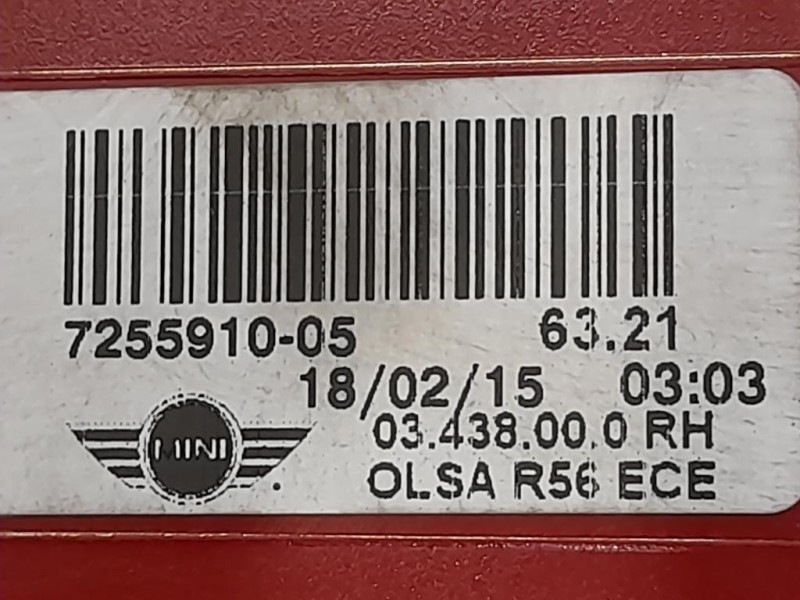 7255910-05 63.21
18/02/15 03:03
03.438.00.0 RH
MINI
OLSA R56 ECE